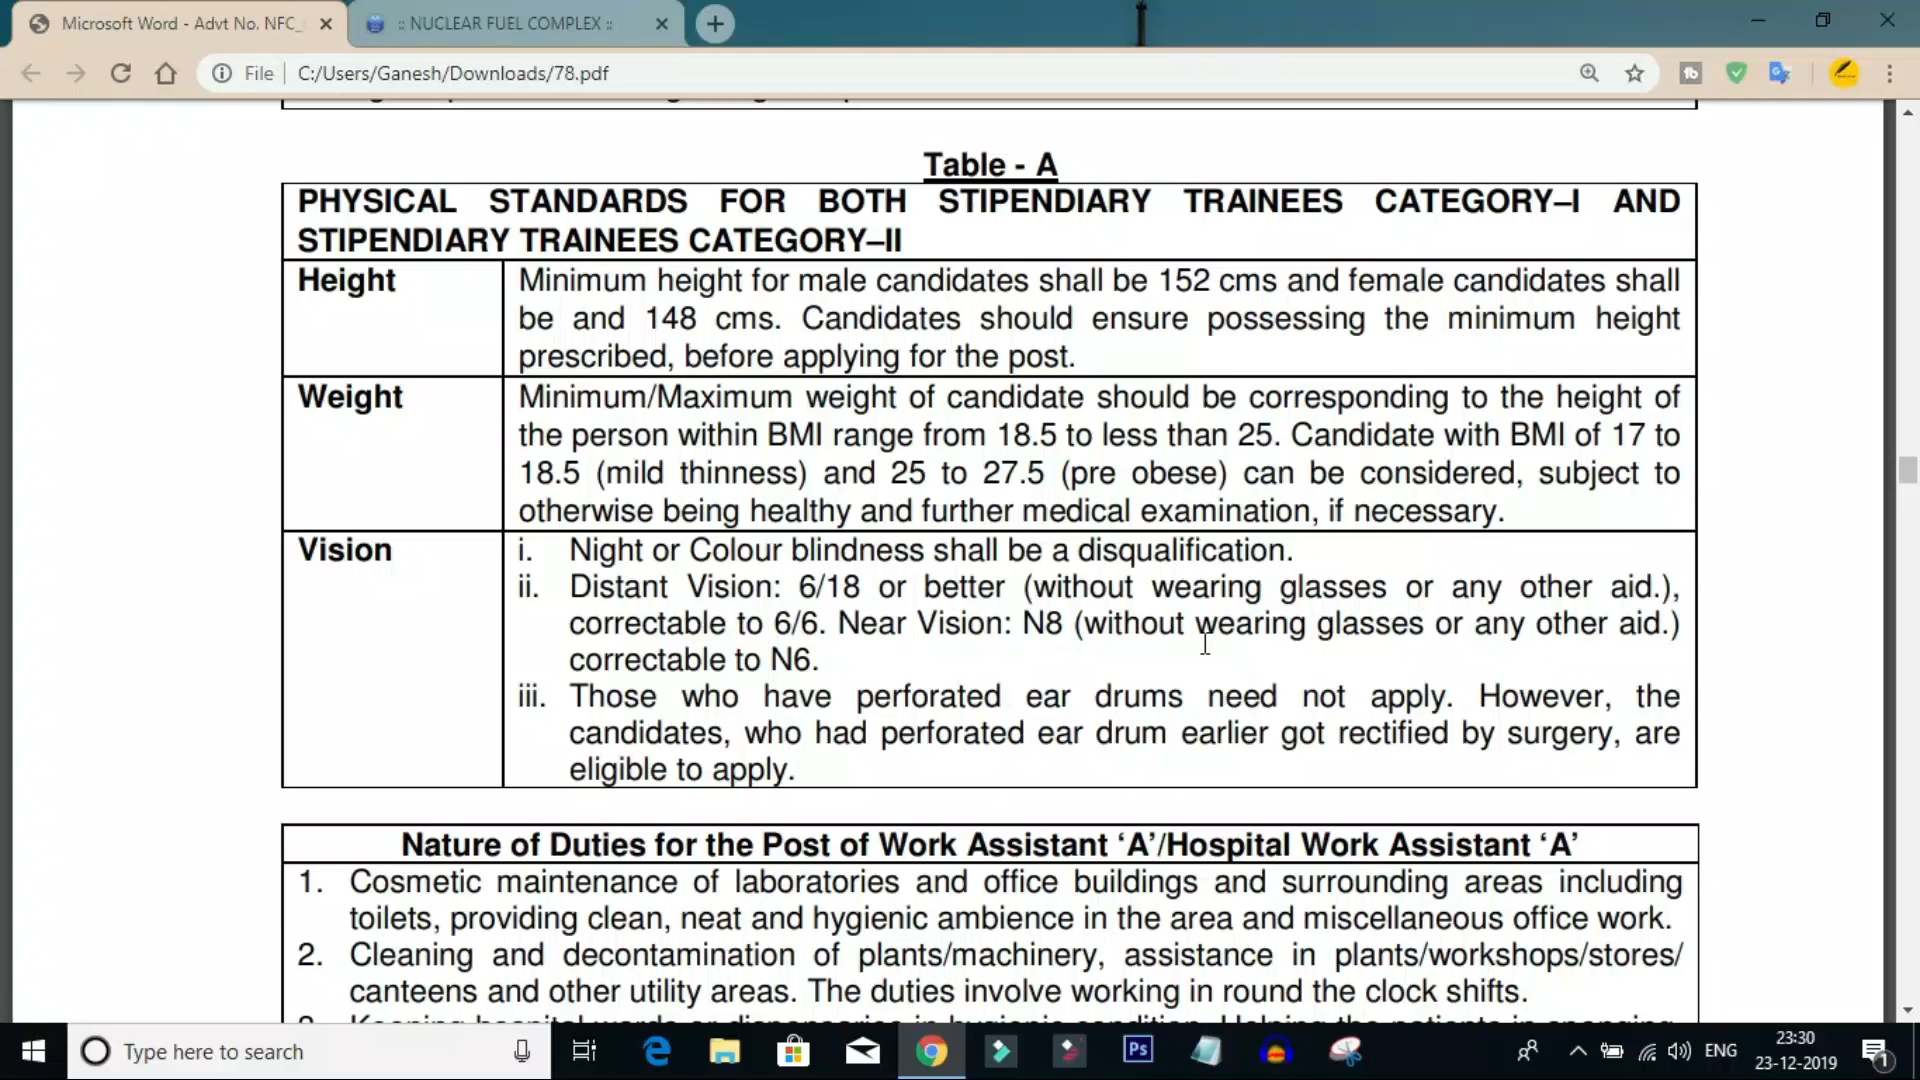 Microsoft Word - Advt No. NFC_
:: NUCLEAR FUEL COMPLEX ::
File
C:/Users/Ganesh/Downloads/78.pdf
Table - A
PHYSICAL STANDARDS FOR BOTH STIPENDIARY TRAINEES CATEGORY–I AND
STIPENDIARY TRAINEES CATEGORY–II
Height
Minimum height for male candidates shall be 152 cms and female candidates shall
be and 148 cms. Candidates should ensure possessing the minimum height
prescribed, before applying for the post.
Weight
Minimum/Maximum weight of candidate should be corresponding to the height of
the person within BMI range from 18.5 to less than 25. Candidate with BMI of 17 to
18.5 (mild thinness) and 25 to 27.5 (pre obese) can be considered, subject to
otherwise being healthy and further medical examination, if necessary.
Vision
i. Night or Colour blindness shall be a disqualification.
ii. Distant Vision: 6/18 or better (without wearing glasses or any other aid.),
correctable to 6/6. Near Vision: N8 (without wearing glasses or any other aid.)
correctable to N6.
iii. Those who have perforated ear drums need not apply. However, the
candidates, who had perforated ear drum earlier got rectified by surgery, are
eligible to apply.
Nature of Duties for the Post of Work Assistant ‘A’/Hospital Work Assistant ‘A’
1. Cosmetic maintenance of laboratories and office buildings and surrounding areas including
toilets, providing clean, neat and hygienic ambience in the area and miscellaneous office work.
2. Cleaning and decontamination of plants/machinery, assistance in plants/workshops/stores/
canteens and other utility areas. The duties involve working in round the clock shifts.
Type here to search
Ps
ENG
23:30
23-12-2019
1